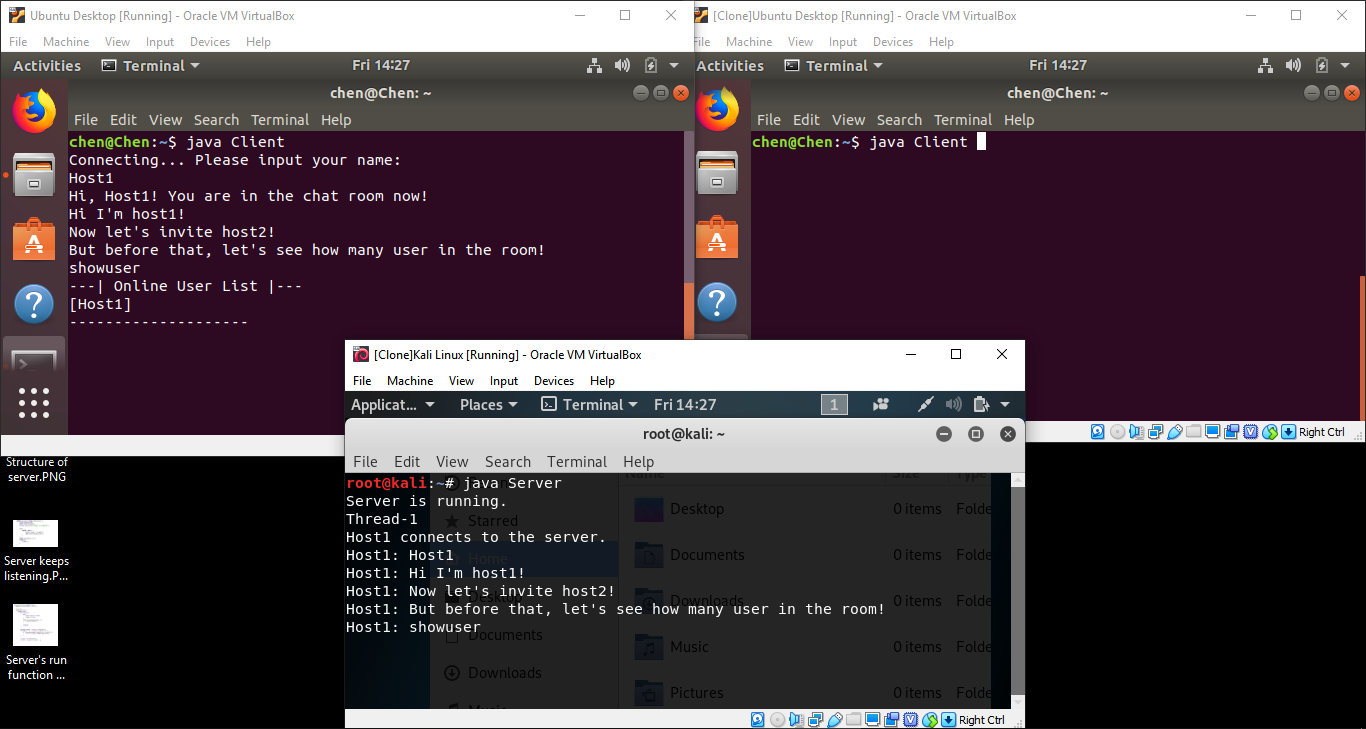 Ubuntu Desktop [Running] - Oracle VM VirtualBox
File Machine View Input Devices Help
Activities Terminal Fri 14:27
chen@Chen: ~
File Edit View Search Terminal Help
chen@Chen:~$ java Client
Connecting... Please input your name:
Host1
Hi, Host1! You are in the chat room now!
Hi I'm host1!
Now let's invite host2!
But before that, let's see how many user in the room!
showuser
---| Online User List |---
[Host1]
--------------------
[Clone]Ubuntu Desktop [Running] - Oracle VM VirtualBox
File Machine View Input Devices Help
Activities Terminal Fri 14:27
chen@Chen: ~
File Edit View Search Terminal Help
chen@Chen:~$ java Client
Right Ctrl
[Clone]Kali Linux [Running] - Oracle VM VirtualBox
File Machine View Input Devices Help
Applicat... Places Terminal Fri 14:27 1
root@kali: ~
File Edit View Search Terminal Help
root@kali:~# java Server
Server is running.
Thread-1
Host1 connects to the server.
Host1: Host1
Host1: Hi I'm host1!
Host1: Now let's invite host2!
Host1: But before that, let's see how many user in the room!
Host1: showuser
Starred
Home
Desktop
Documents
Downloads
Music
Name Size Type
Desktop 0 items Folde
Documents 0 items Folde
Downloads 0 items Folde
Music 0 items Folde
Pictures 0 items Folde
Right Ctrl
Structure of
server.PNG
Server keeps
listening.P...
Server's run
function ...